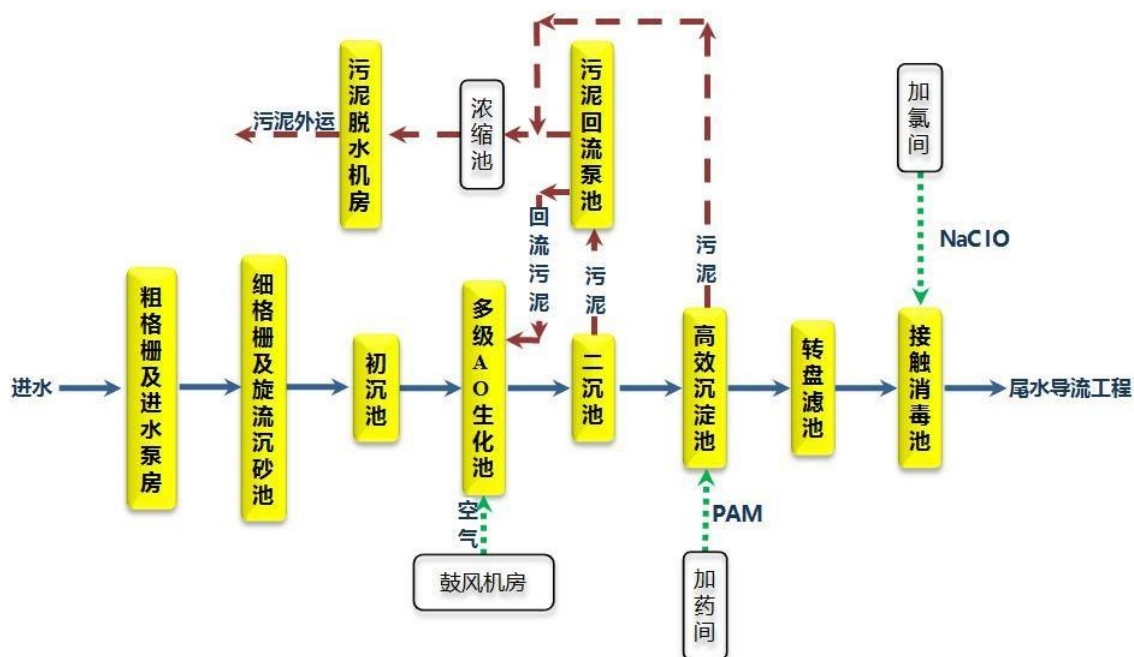 污泥外运
污泥脱水机房
浓缩池
污泥回流泵池
加氯间
NaClO
回流污泥
污泥
污泥
进水
粗格栅及进水泵房
细格栅及旋流沉砂池
初沉池
多级AO生化池
二沉池
高效沉淀池
转盘滤池
接触消毒池
尾水导流工程
空气
鼓风机房
PAM
加药间